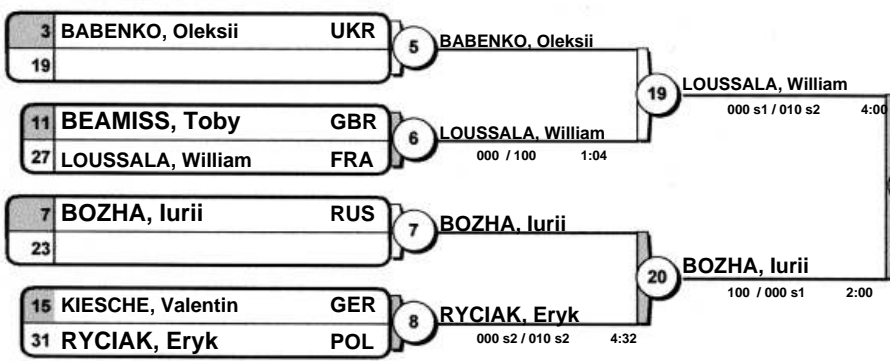 3 BABENKO, Oleksii UKR
19
5
BABENKO, Oleksii
11 BEAMISS, Toby GBR
27 LOUSSALA, William FRA
6
LOUSSALA, William
000 / 100 1:04
19
LOUSSALA, William
000 s1 / 010 s2 4:00
7 BOZHA, Iurii RUS
23
7
BOZHA, Iurii
15 KIESCHE, Valentin GER
31 RYCIAK, Eryk POL
8
RYCIAK, Eryk
000 s2 / 010 s2 4:32
20
BOZHA, Iurii
100 / 000 s1 2:00